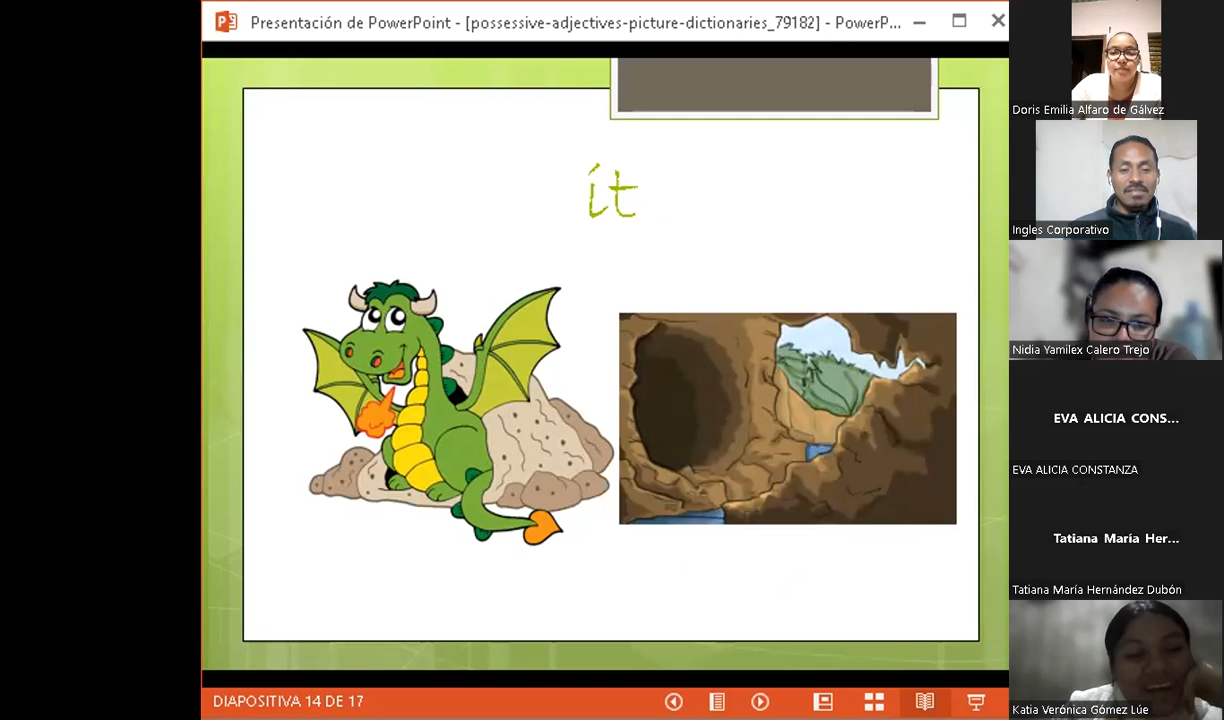 Presentación de PowerPoint - [possessive-adjectives-picture-dictionaries_79182] - PowerP...
it
DIAPOSITIVA 14 DE 17
Doris Emilia Alfaro de Gálvez
Ingles Corporativo
Nidia Yamilex Calero Trejo
EVA ALICIA CONS...
EVA ALICIA CONSTANZA
Tatiana María Her...
Tatiana María Hernández Dubón
Katia Verónica Gómez Lúe